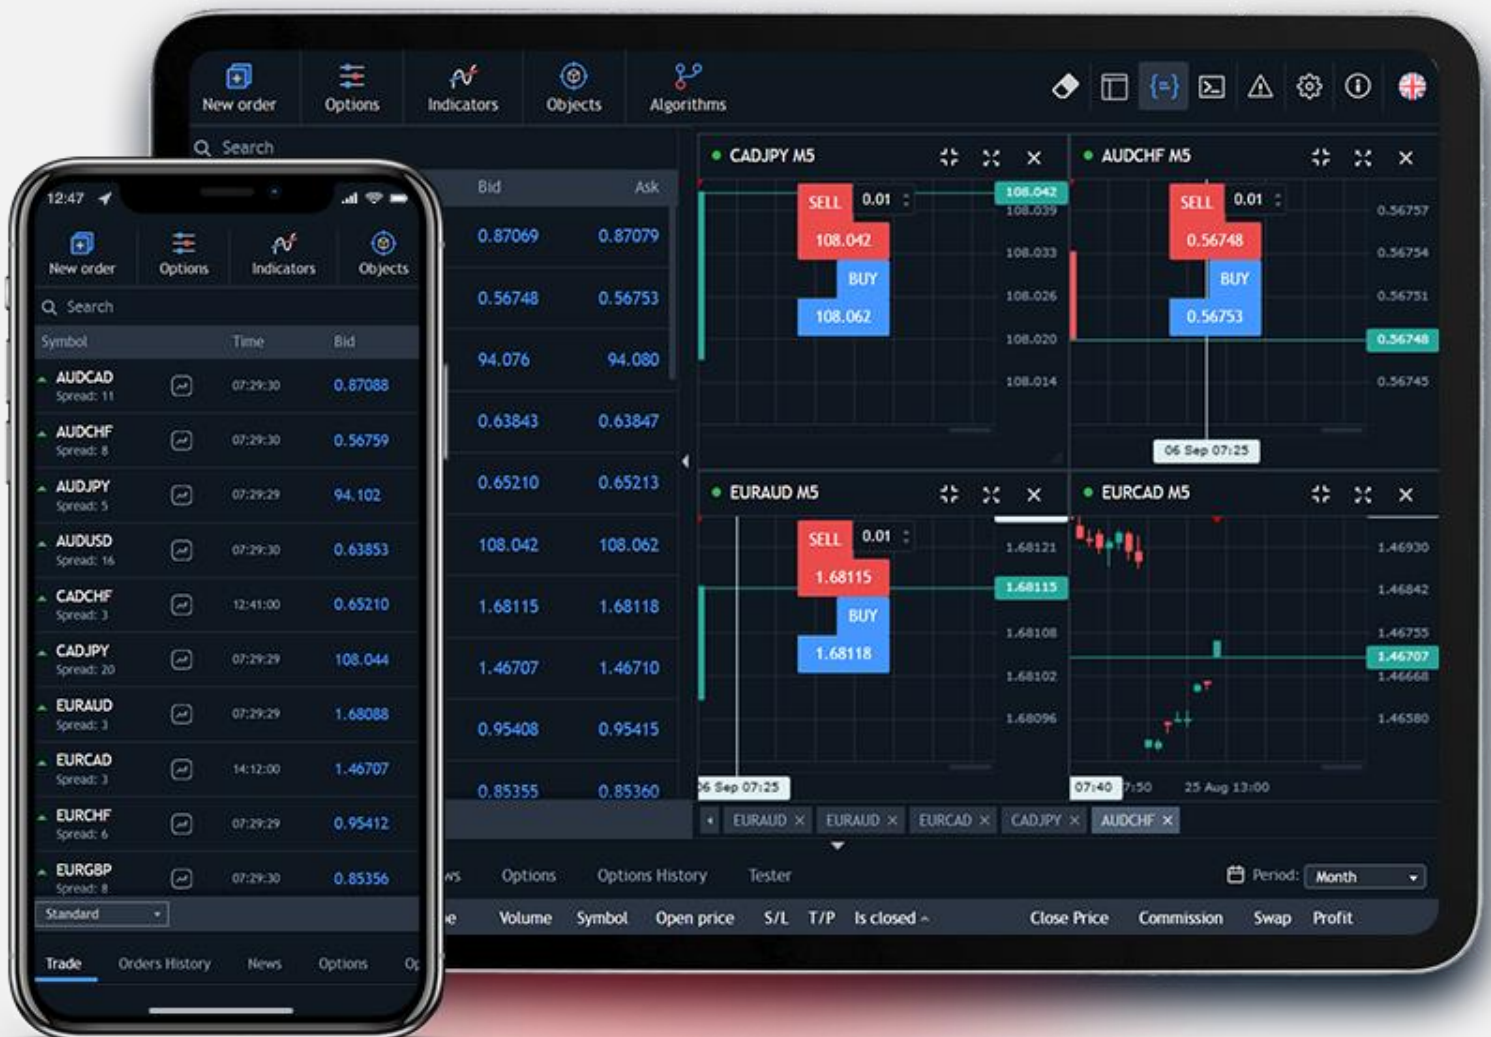 New order
Options
Indicators
Objects
Algorithms
Search
Bid Ask
0.87069 0.87079
0.56748 0.56753
94.076 94.080
0.63843 0.63847
0.65210 0.65213
108.042 108.062
1.68115 1.68118
1.46707 1.46710
0.95408 0.95415
0.85355 0.85360
CADJPY M5
SELL 0.01
108.042
BUY
108.062
108.042
108.039
108.033
108.026
108.020
108.014
AUDCHF M5
SELL 0.01
0.56748
BUY
0.56753
0.56757
0.56754
0.56751
0.56748
0.56745
06 Sep 07:25
EURAUD M5
SELL 0.01
1.68115
BUY
1.68118
1.68121
1.68115
1.68108
1.68102
1.68096
06 Sep 07:25
EURCAD M5
1.46930
1.46842
1.46755
1.46707
1.46668
1.46580
07:40 7:50 25 Aug 13:00
EURAUD EURAUD EURCAD CADJPY AUDCHF
Options Options History Tester Period: Month
Volume Symbol Open price S/L T/P Is closed Close Price Commission Swap Profit
12:47
New order
Options
Indicators
Objects
Search
Symbol Time Bid
AUDCAD 07:29:30 0.87088
Spread: 11
AUDCHF 07:29:30 0.56759
Spread: 8
AUDJPY 07:29:29 94.102
Spread: 5
AUDUSD 07:29:30 0.63853
Spread: 16
CADCHF 12:41:00 0.65210
Spread: 3
CADJPY 07:29:29 108.044
Spread: 20
EURAUD 07:29:29 1.68088
Spread: 3
EURCAD 14:12:00 1.46707
Spread: 3
EURCHF 07:29:29 0.95412
Spread: 6
EURGBP 07:29:30 0.85356
Spread: 8
Standard
Trade Orders History News Options